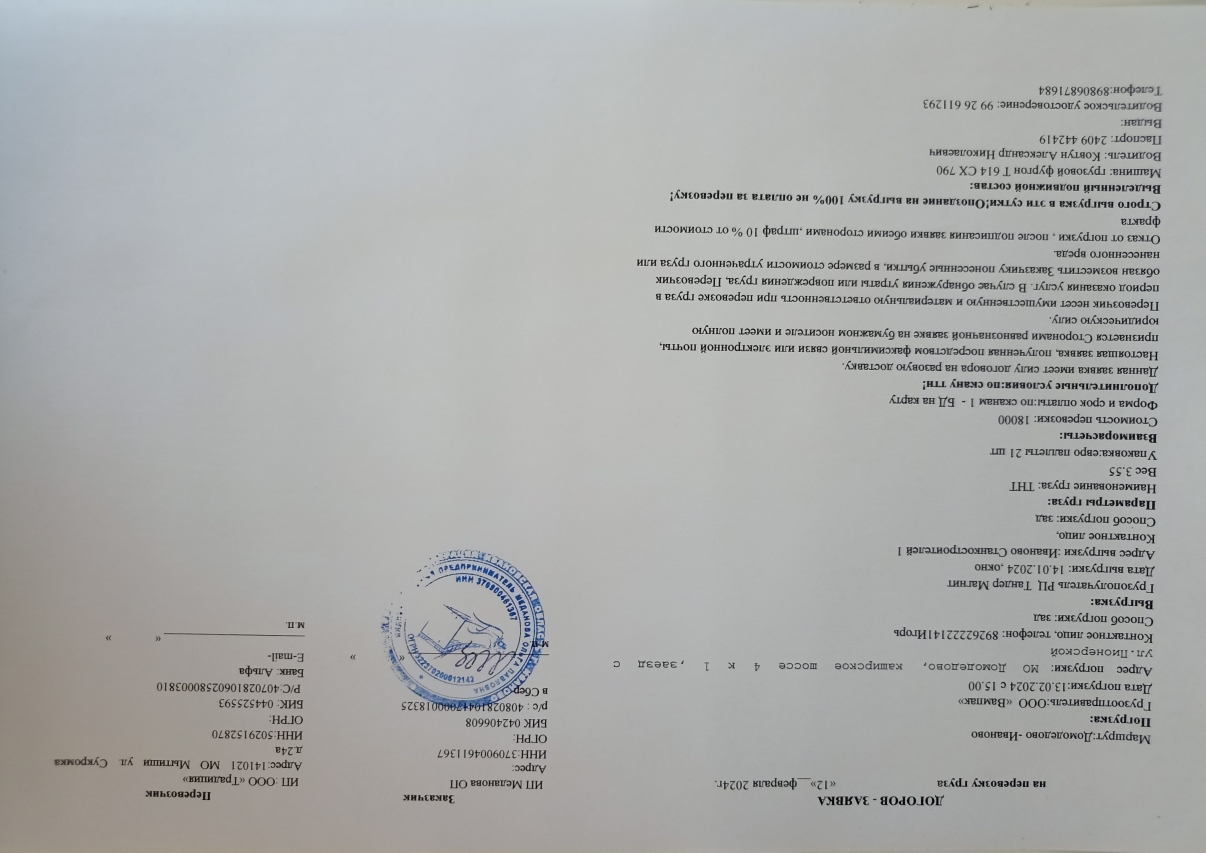 ДОГОРОВ - ЗАЯВКА
на перевозку груза «12»__февраля 2024г.
Маршрут:Домодедово -Иваново
Погрузка:
Грузоотправитель:ООО «Вампак»
Дата погрузки:13.02.2024 с 15.00
Адрес погрузки: МО Домодедово, каширское шоссе 4 к 1 ,заезд с
ул.Пионерской
Контактное лицо, телефон: 89262222141Игорь
Способ погрузки: зад
Выгрузка:
Грузополучатель РЦ Тандер Магнит
Дата выгрузки: 14.01.2024 ,окно
Адрес выгрузки :Иваново Станкостроителей 1
Контактное лицо,
Способ погрузки: зад
Параметры груза:
Наименование груза: ТНТ
Вес 3.55
Упаковка:евро паллеты 21 шт
Взаиморасчеты:
Стоимость перевозки: 18000
Форма и срок оплаты:по сканам 1 - БД на карту
Дополнительные условия:по скану ттн!
Данная заявка имеет силу договора на разовую доставку.
Настоящая заявка, полученная посредством факсимильной связи или электронной почты,
признается Сторонами равнозначной заявке на бумажном носителе и имеет полную
юридическую силу.
Перевозчик несет имущественную и материальную ответственность при перевозке груза в
период оказания услуг. В случае обнаружения утраты или повреждения груза, Перевозчик
обязан возместить Заказчику понесенные убытки, в размере стоимости утраченного груза или
нанесенного вреда.
Отказ от погрузки , после подписания заявки обеими сторонами ,штраф 10 % от стоимости
фрахта
Строго выгрузка в эти сутки!Опоздание на выгрузку 100% не оплата за перевозку!
Выделенный подвижной состав:
Машина: грузовой фургон Т 614 СХ 790
Водитель: Ковтун Александр Николаевич
Паспорт: 2409 442419
Выдан:
Водительское удостоверение: 99 26 611293
Телефон:89806871684
Заказчик
ИП Меданова ОП
Адрес:
ИНН:370900461 1367
ОГРН:
БИК 042406608
р/с : 40802810417000018325
в Сбер
« »
М.П.
ПРЕДПРИНИМАТЕЛЬ МЕДАНОВА ОЛЬГА ПАВЛОВНА
ИНН 370900461367
Перевозчик
ИП :ООО «Традиция»
Адрес:141021 МО Мытищи ул Сукромка
д.24а
ИНН:5029152870
ОГРН:
БИК: 044525593
Р/С:40702810602580003810
Банк: Альфа
E-mail-
« »
М.П.